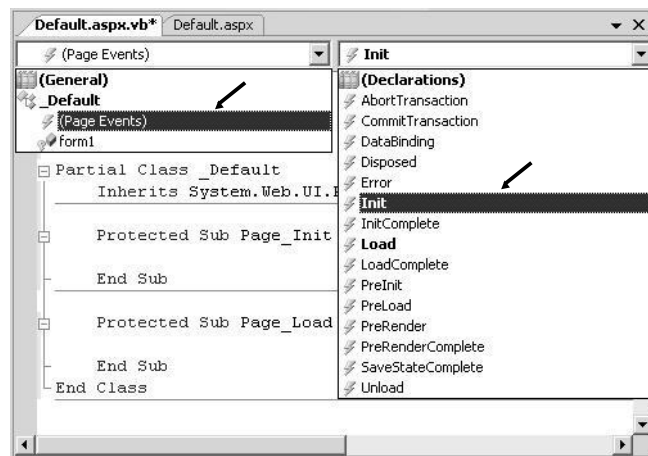 Default.aspx.vb* Default.aspx
(Page Events) Init
(General)
_Default
(Page Events)
form1
(Declarations)
AbortTransaction
CommitTransaction
DataBinding
Disposed
Error
Init
InitComplete
Load
LoadComplete
PreInit
PreLoad
PreRender
PreRenderComplete
SaveStateComplete
Unload
Partial Class _Default
Inherits System.Web.UI.
Protected Sub Page_Init
End Sub
Protected Sub Page_Load
End Sub
End Class